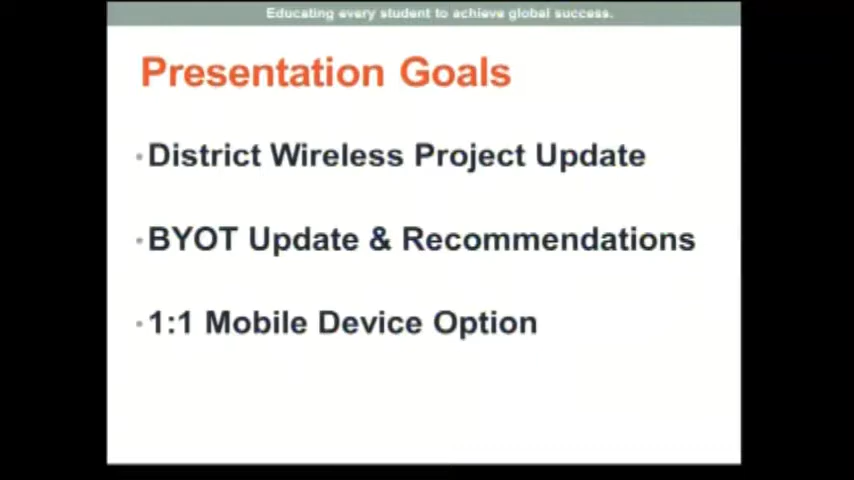 Educating every student to achieve global success.
Presentation Goals
• District Wireless Project Update
• BYOT Update & Recommendations
• 1:1 Mobile Device Option